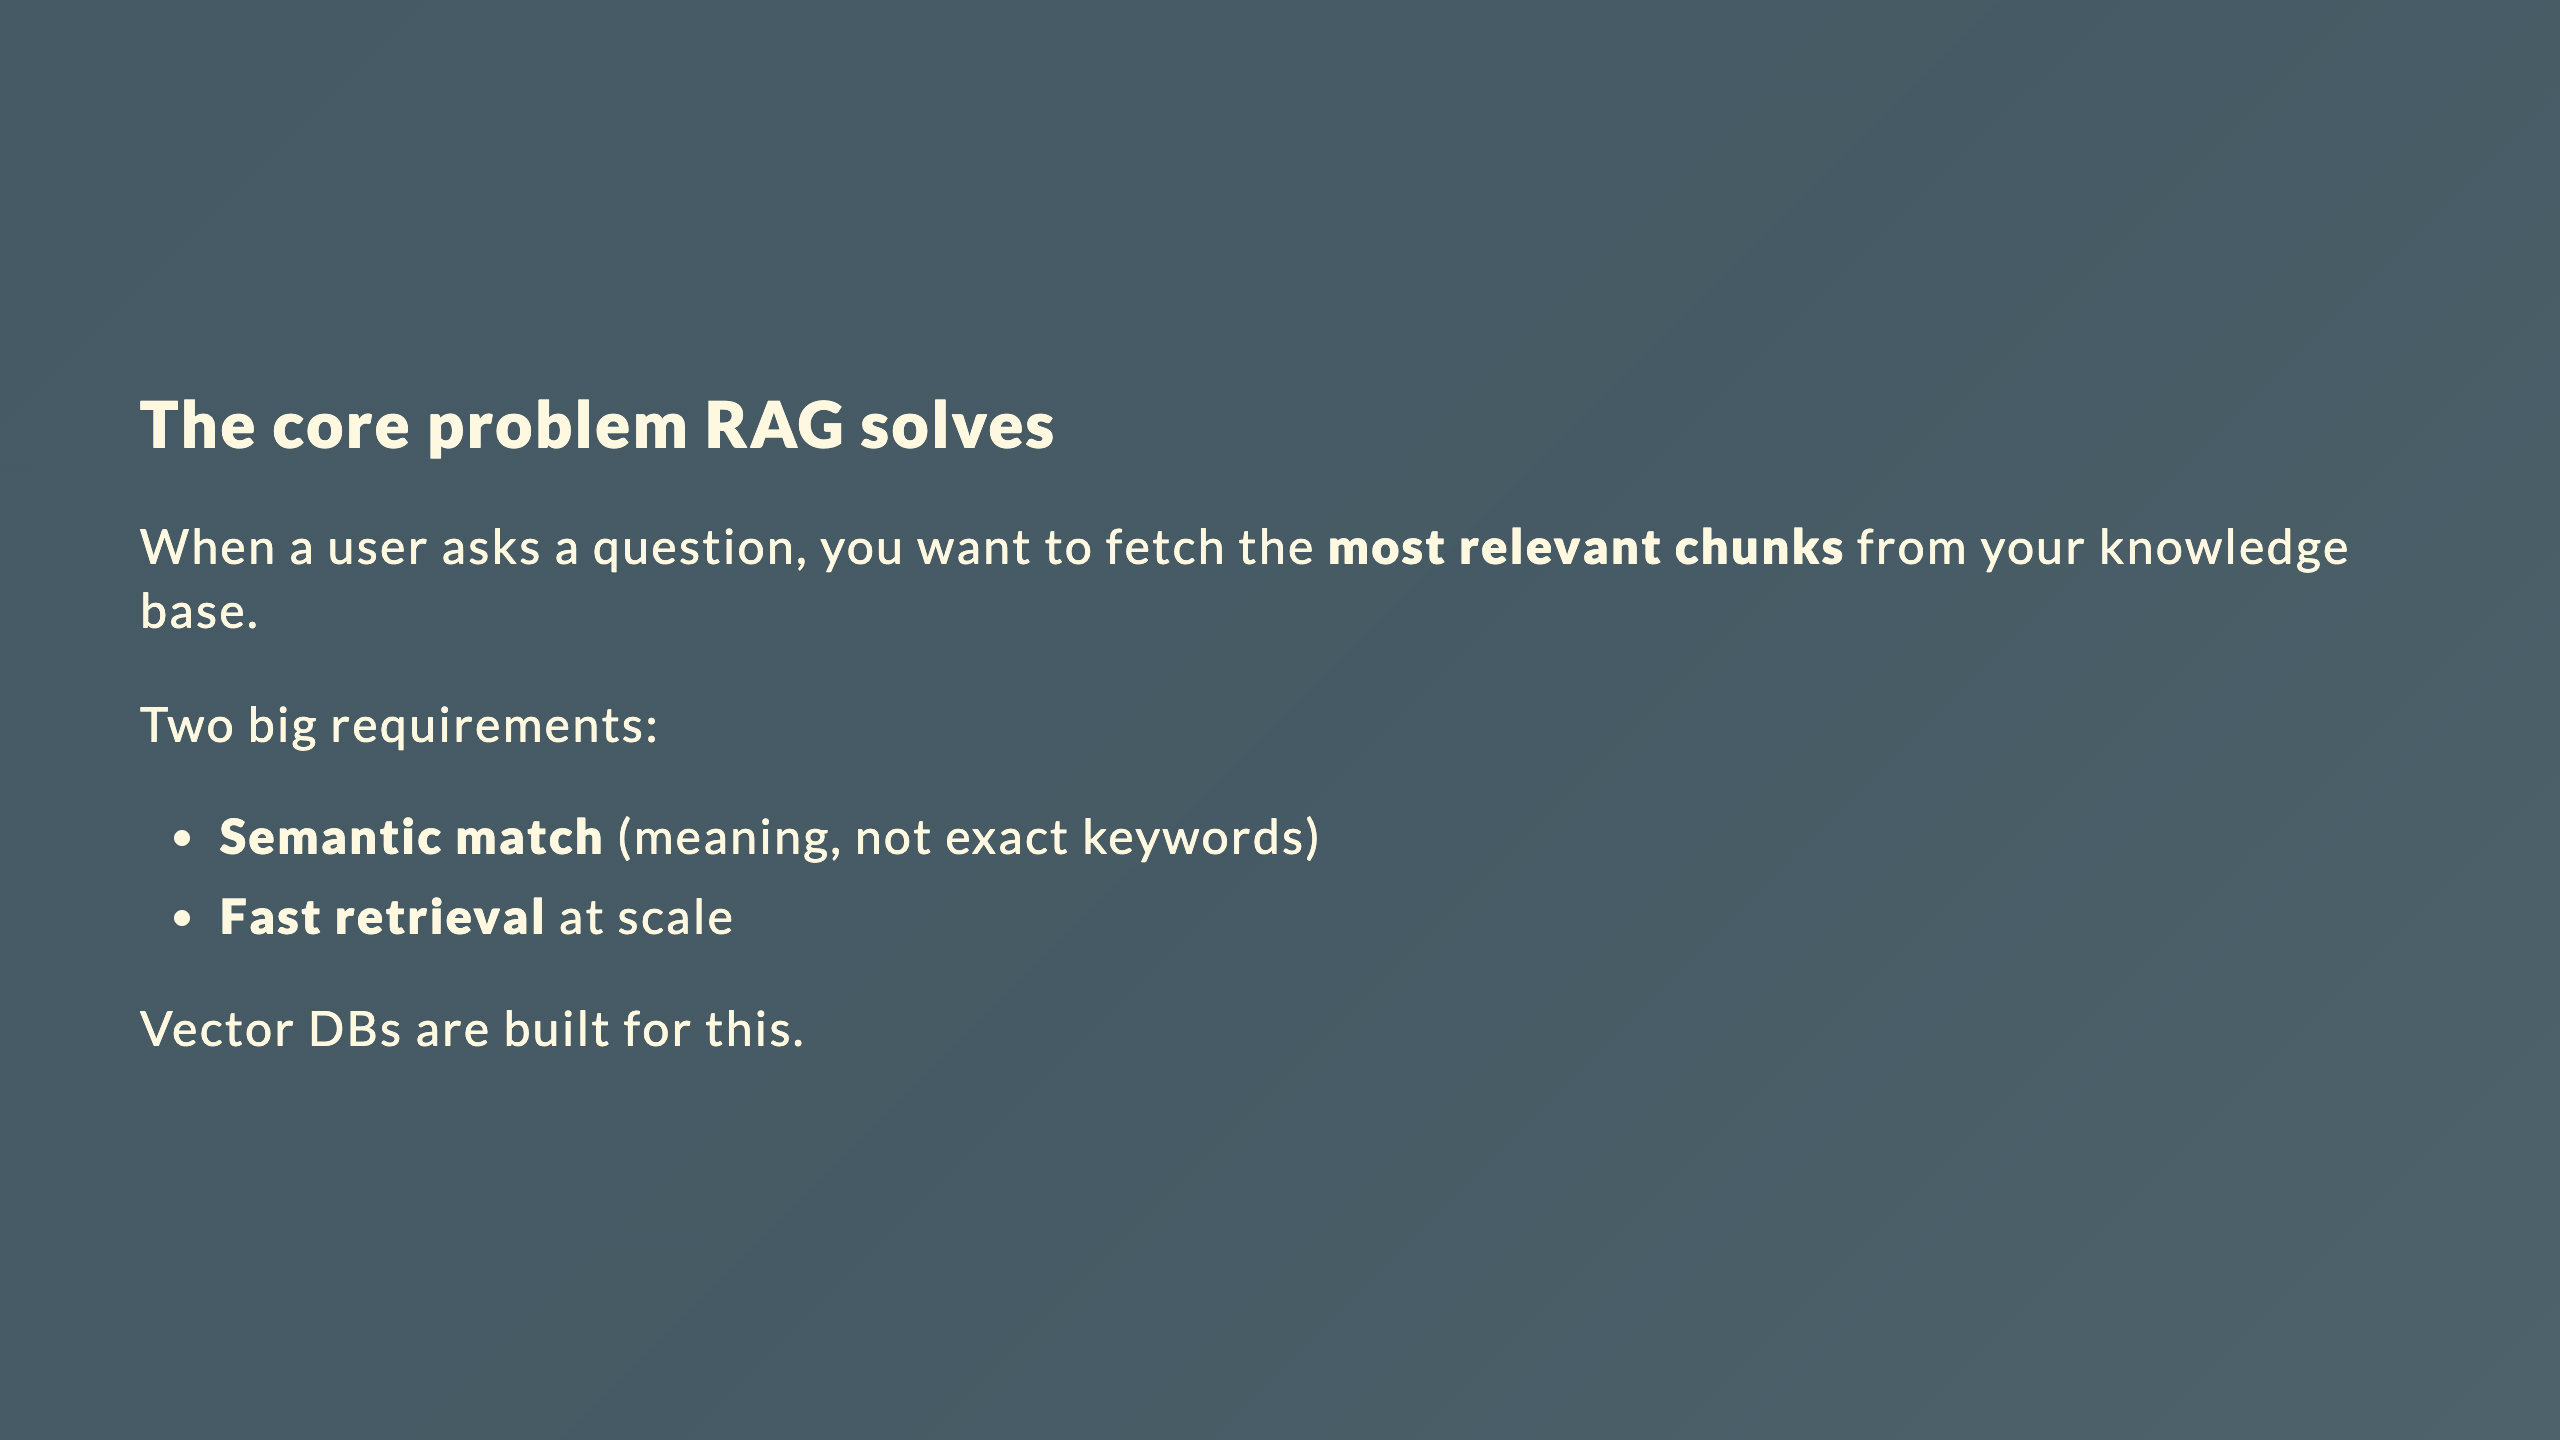 The core problem RAG solves
When a user asks a question, you want to fetch the most relevant chunks from your knowledge
base.
Two big requirements:
• Semantic match (meaning, not exact keywords)
• Fast retrieval at scale
Vector DBs are built for this.